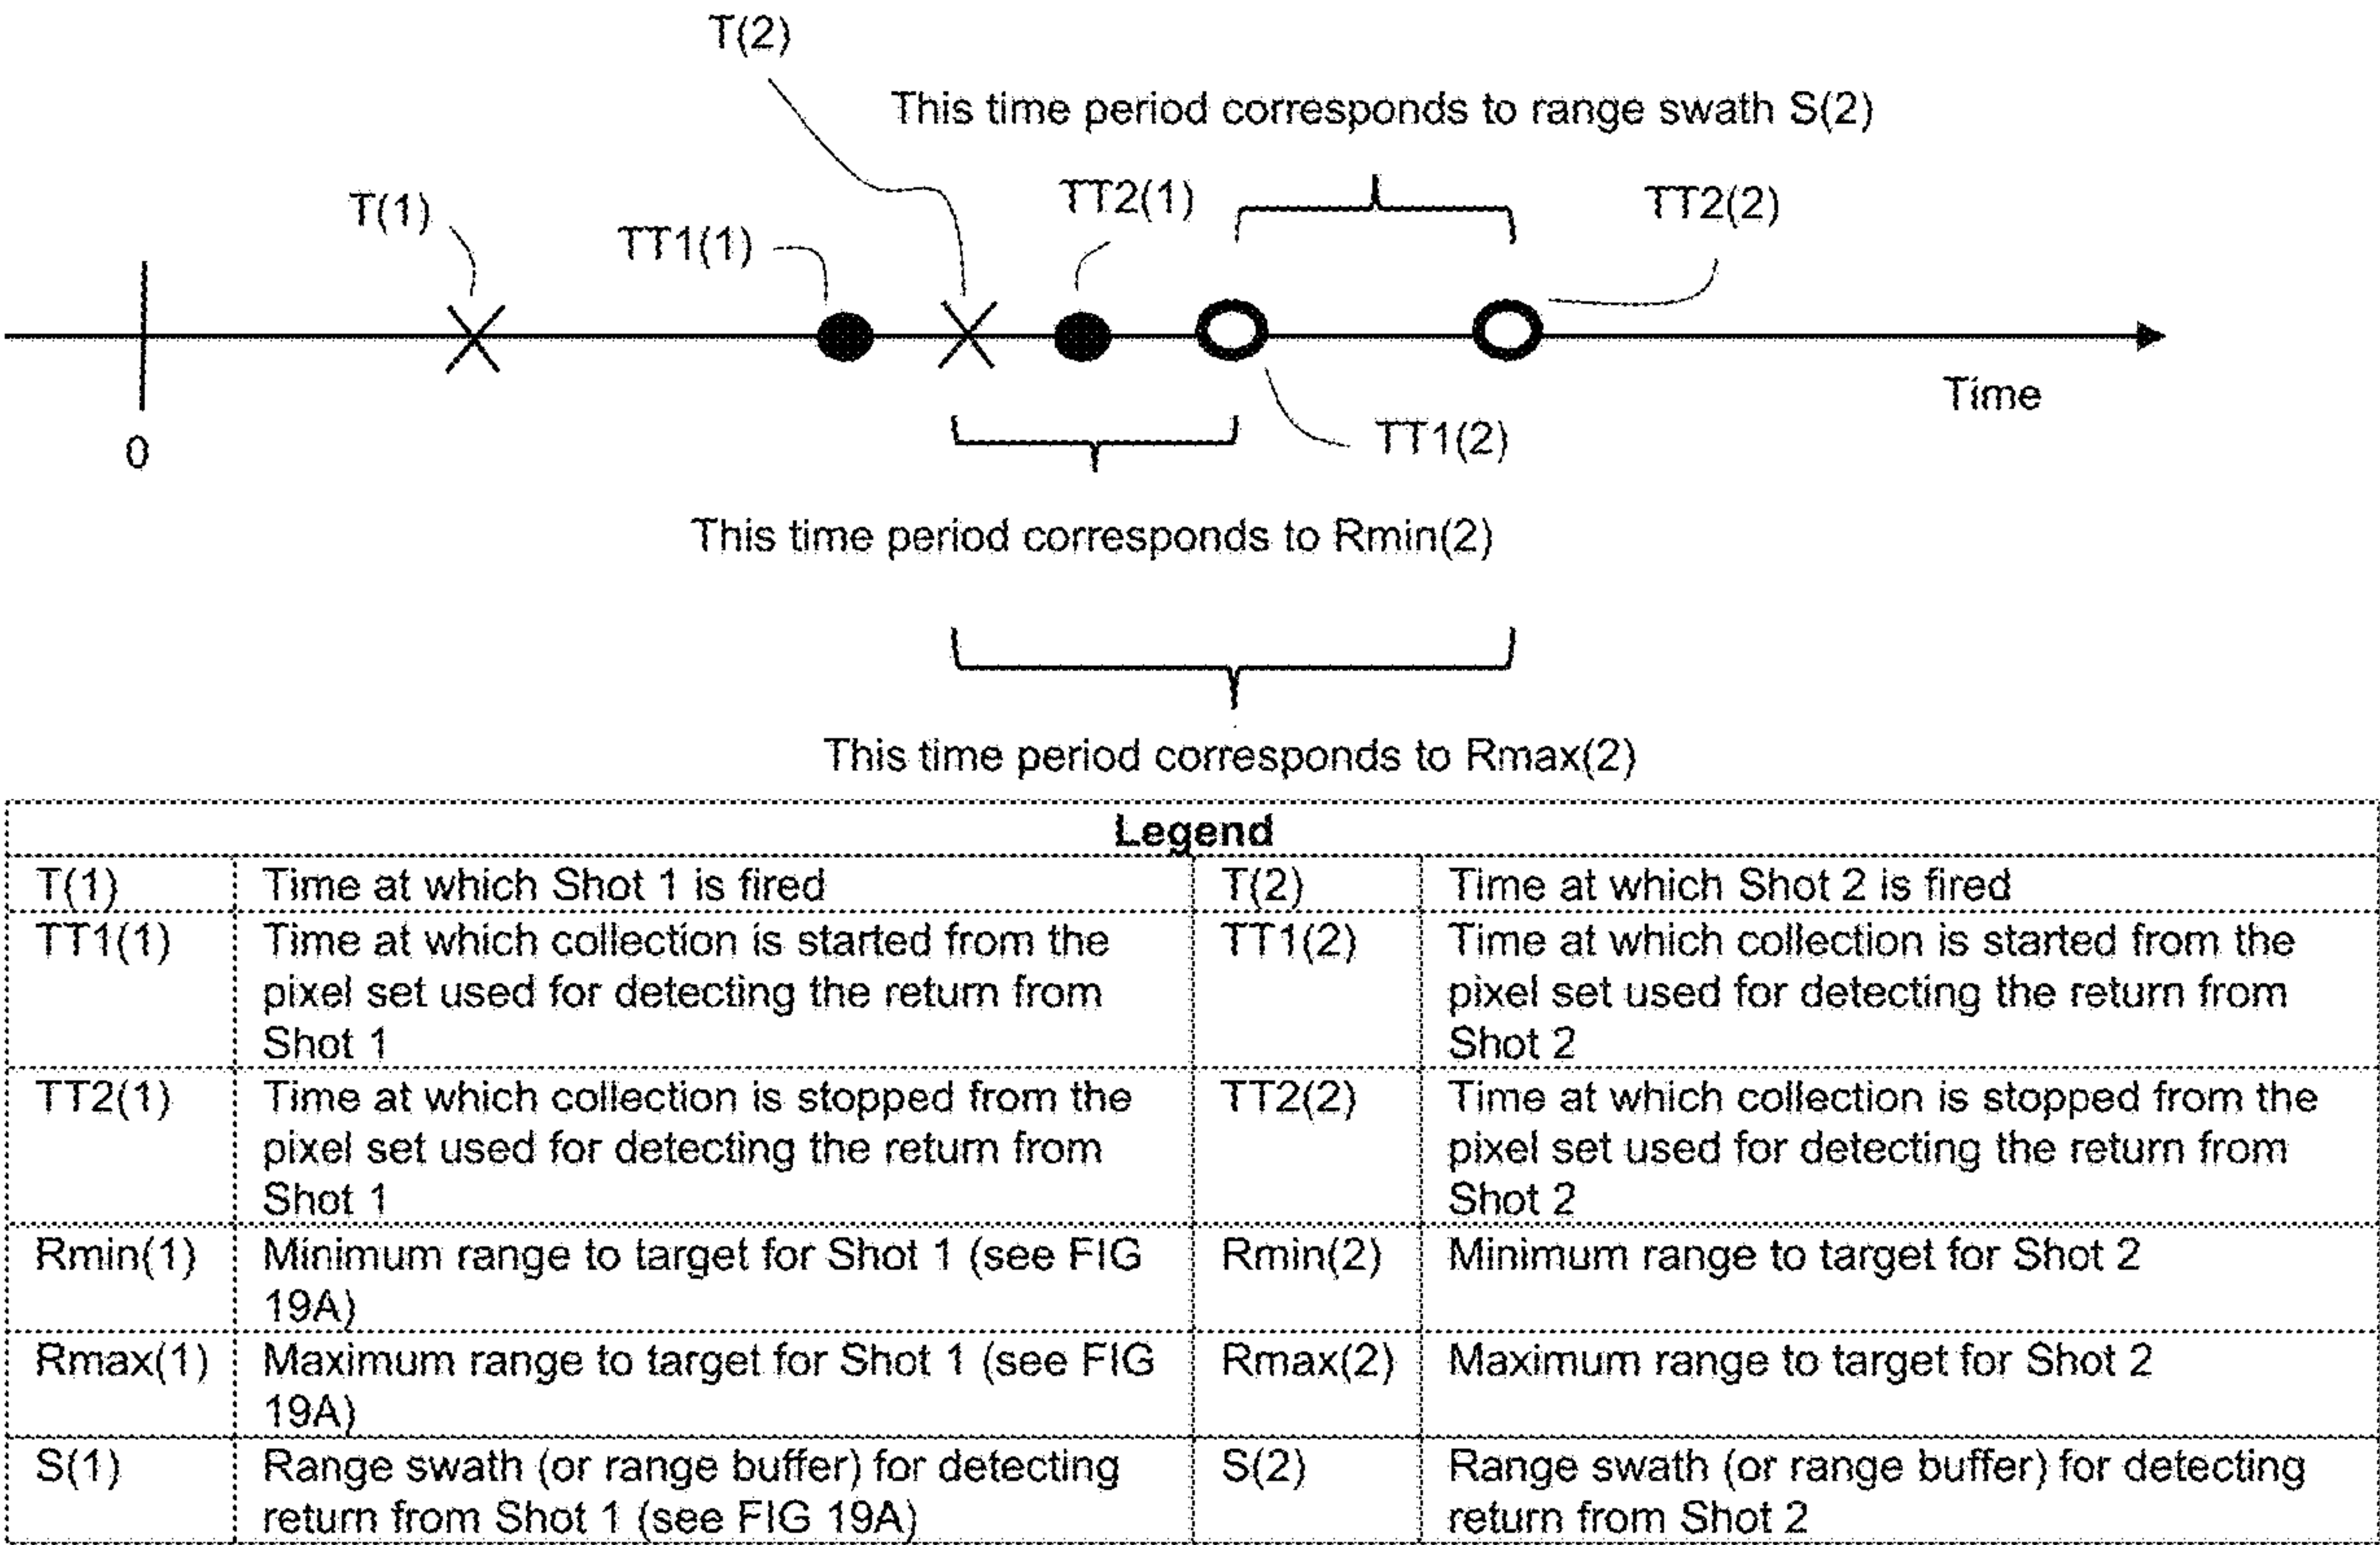 T(2)
This time period corresponds to range swath S(2)
T(1)
TT1(1)
TT2(1)
TT2(2)
Time
0
TT1(2)
This time period corresponds to Rmin(2)
This time period corresponds to Rmax(2)
Legend
T(1) Time at which Shot 1 is fired T(2) Time at which Shot 2 is fired
TT1(1) Time at which collection is started from the TT1(2) Time at which collection is started from the
pixel set used for detecting the return from pixel set used for detecting the return from
Shot 1 Shot 2
TT2(1) Time at which collection is stopped from the TT2(2) Time at which collection is stopped from the
pixel set used for detecting the return from pixel set used for detecting the return from
Shot 1 Shot 2
Rmin(1) Minimum range to target for Shot 1 (see FIG Rmin(2) Minimum range to target for Shot 2
19A)
Rmax(1) Maximum range to target for Shot 1 (see FIG Rmax(2) Maximum range to target for Shot 2
19A)
S(1) Range swath (or range buffer) for detecting S(2) Range swath (or range buffer) for detecting
return from Shot 1 (see FIG 19A) return from Shot 2